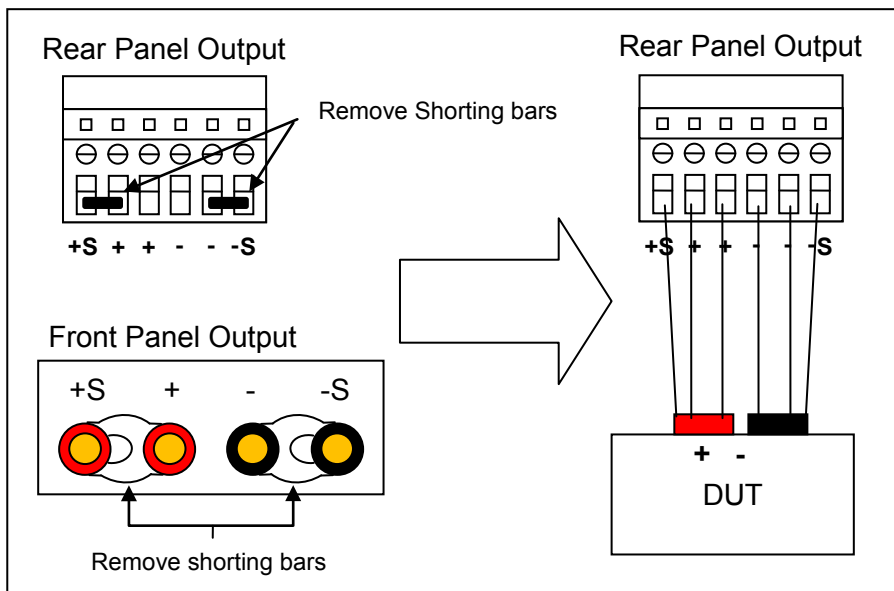 Rear Panel Output
Remove Shorting bars
+S + + - - -S
Front Panel Output
+S + - -S
Remove shorting bars
Rear Panel Output
+S + + - - -S
+ -
DUT